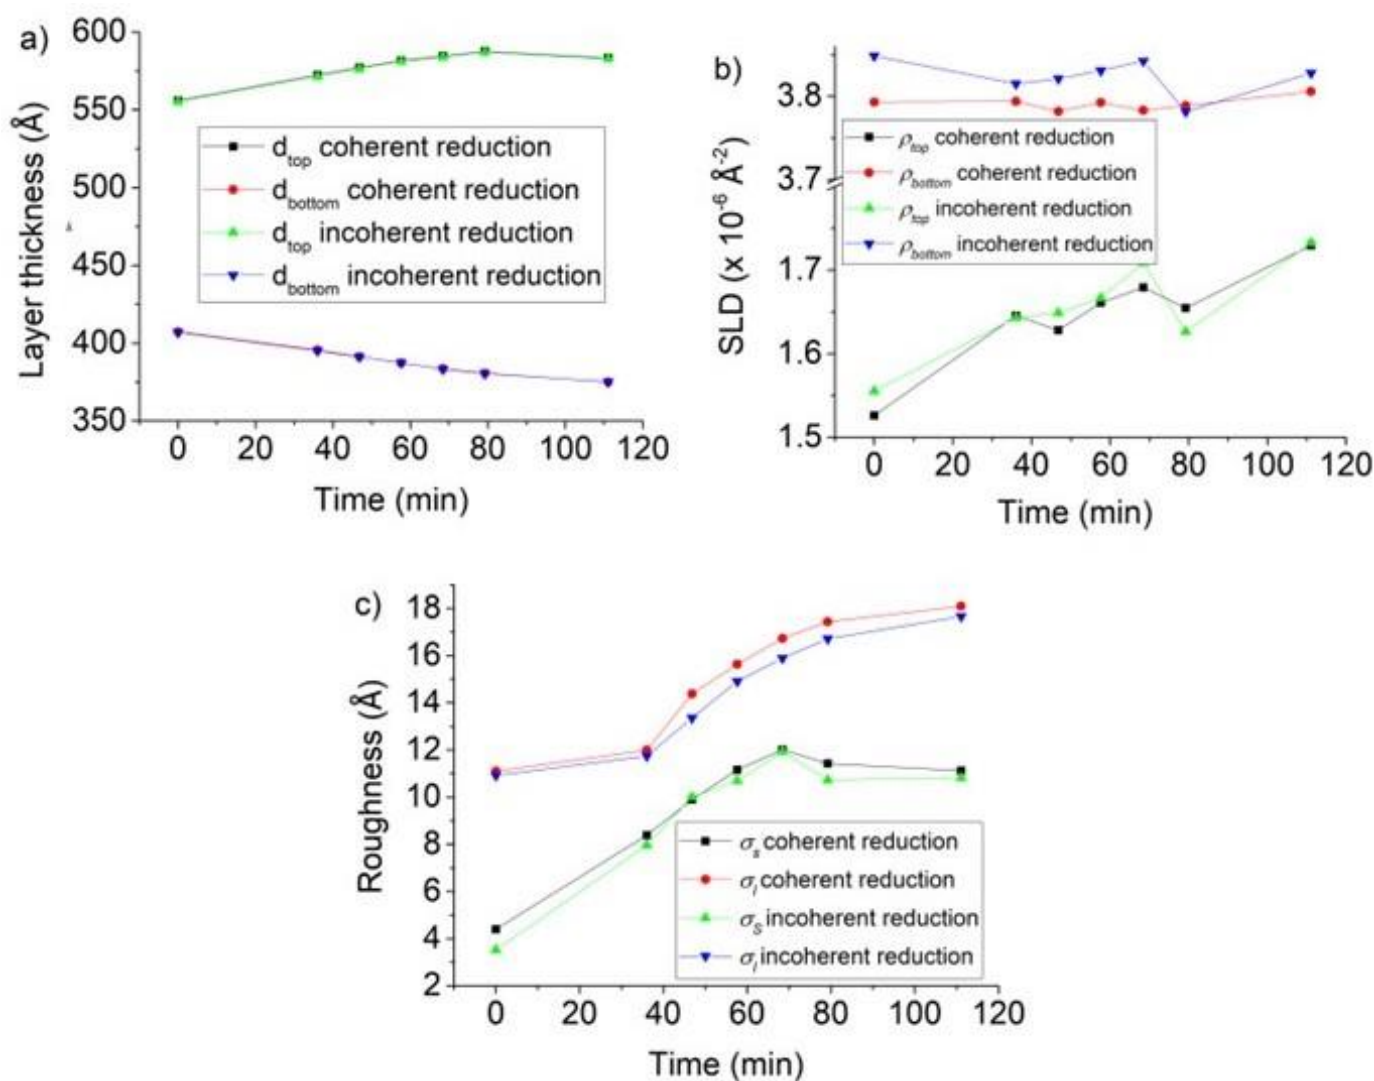 a)
600
550
500
450
400
350
Layer thickness (Å)
d_top coherent reduction
d_bottom coherent reduction
d_top incoherent reduction
d_bottom incoherent reduction
0 20 40 60 80 100 120
Time (min)
b)
3.8
3.7
1.7
1.6
1.5
SLD (x 10⁻⁶ Å⁻²)
ρ_top coherent reduction
ρ_bottom coherent reduction
ρ_top incoherent reduction
ρ_bottom incoherent reduction
0 20 40 60 80 100 120
Time (min)
c)
18
16
14
12
10
8
6
4
2
Roughness (Å)
σ_s coherent reduction
σ_i coherent reduction
σ_S incoherent reduction
σ_i incoherent reduction
0 20 40 60 80 100 120
Time (min)